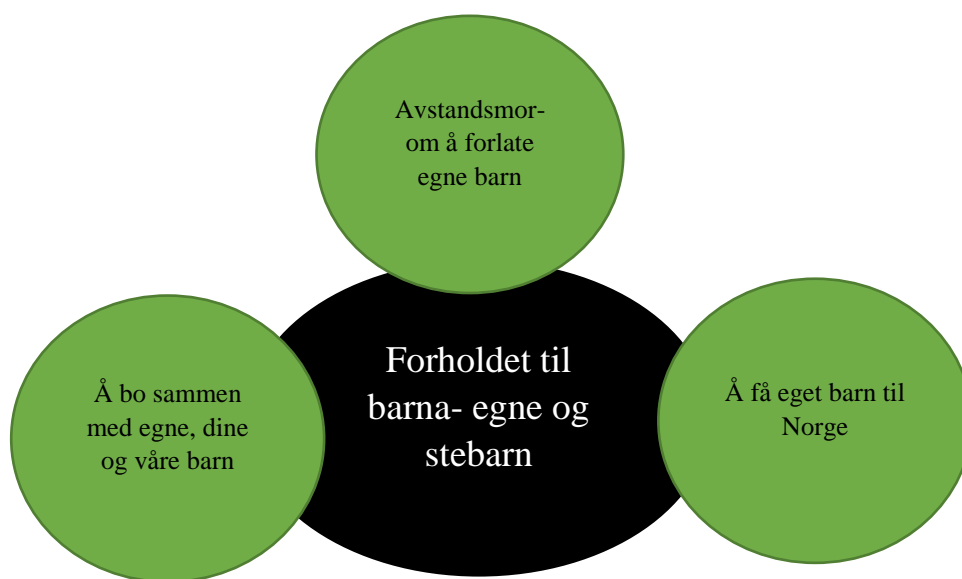 Avstandsmor-
om å forlate
egne barn
Forholdet til
barna- egne og
stebarn
Å bo sammen
med egne, dine
og våre barn
Å få eget barn til
Norge